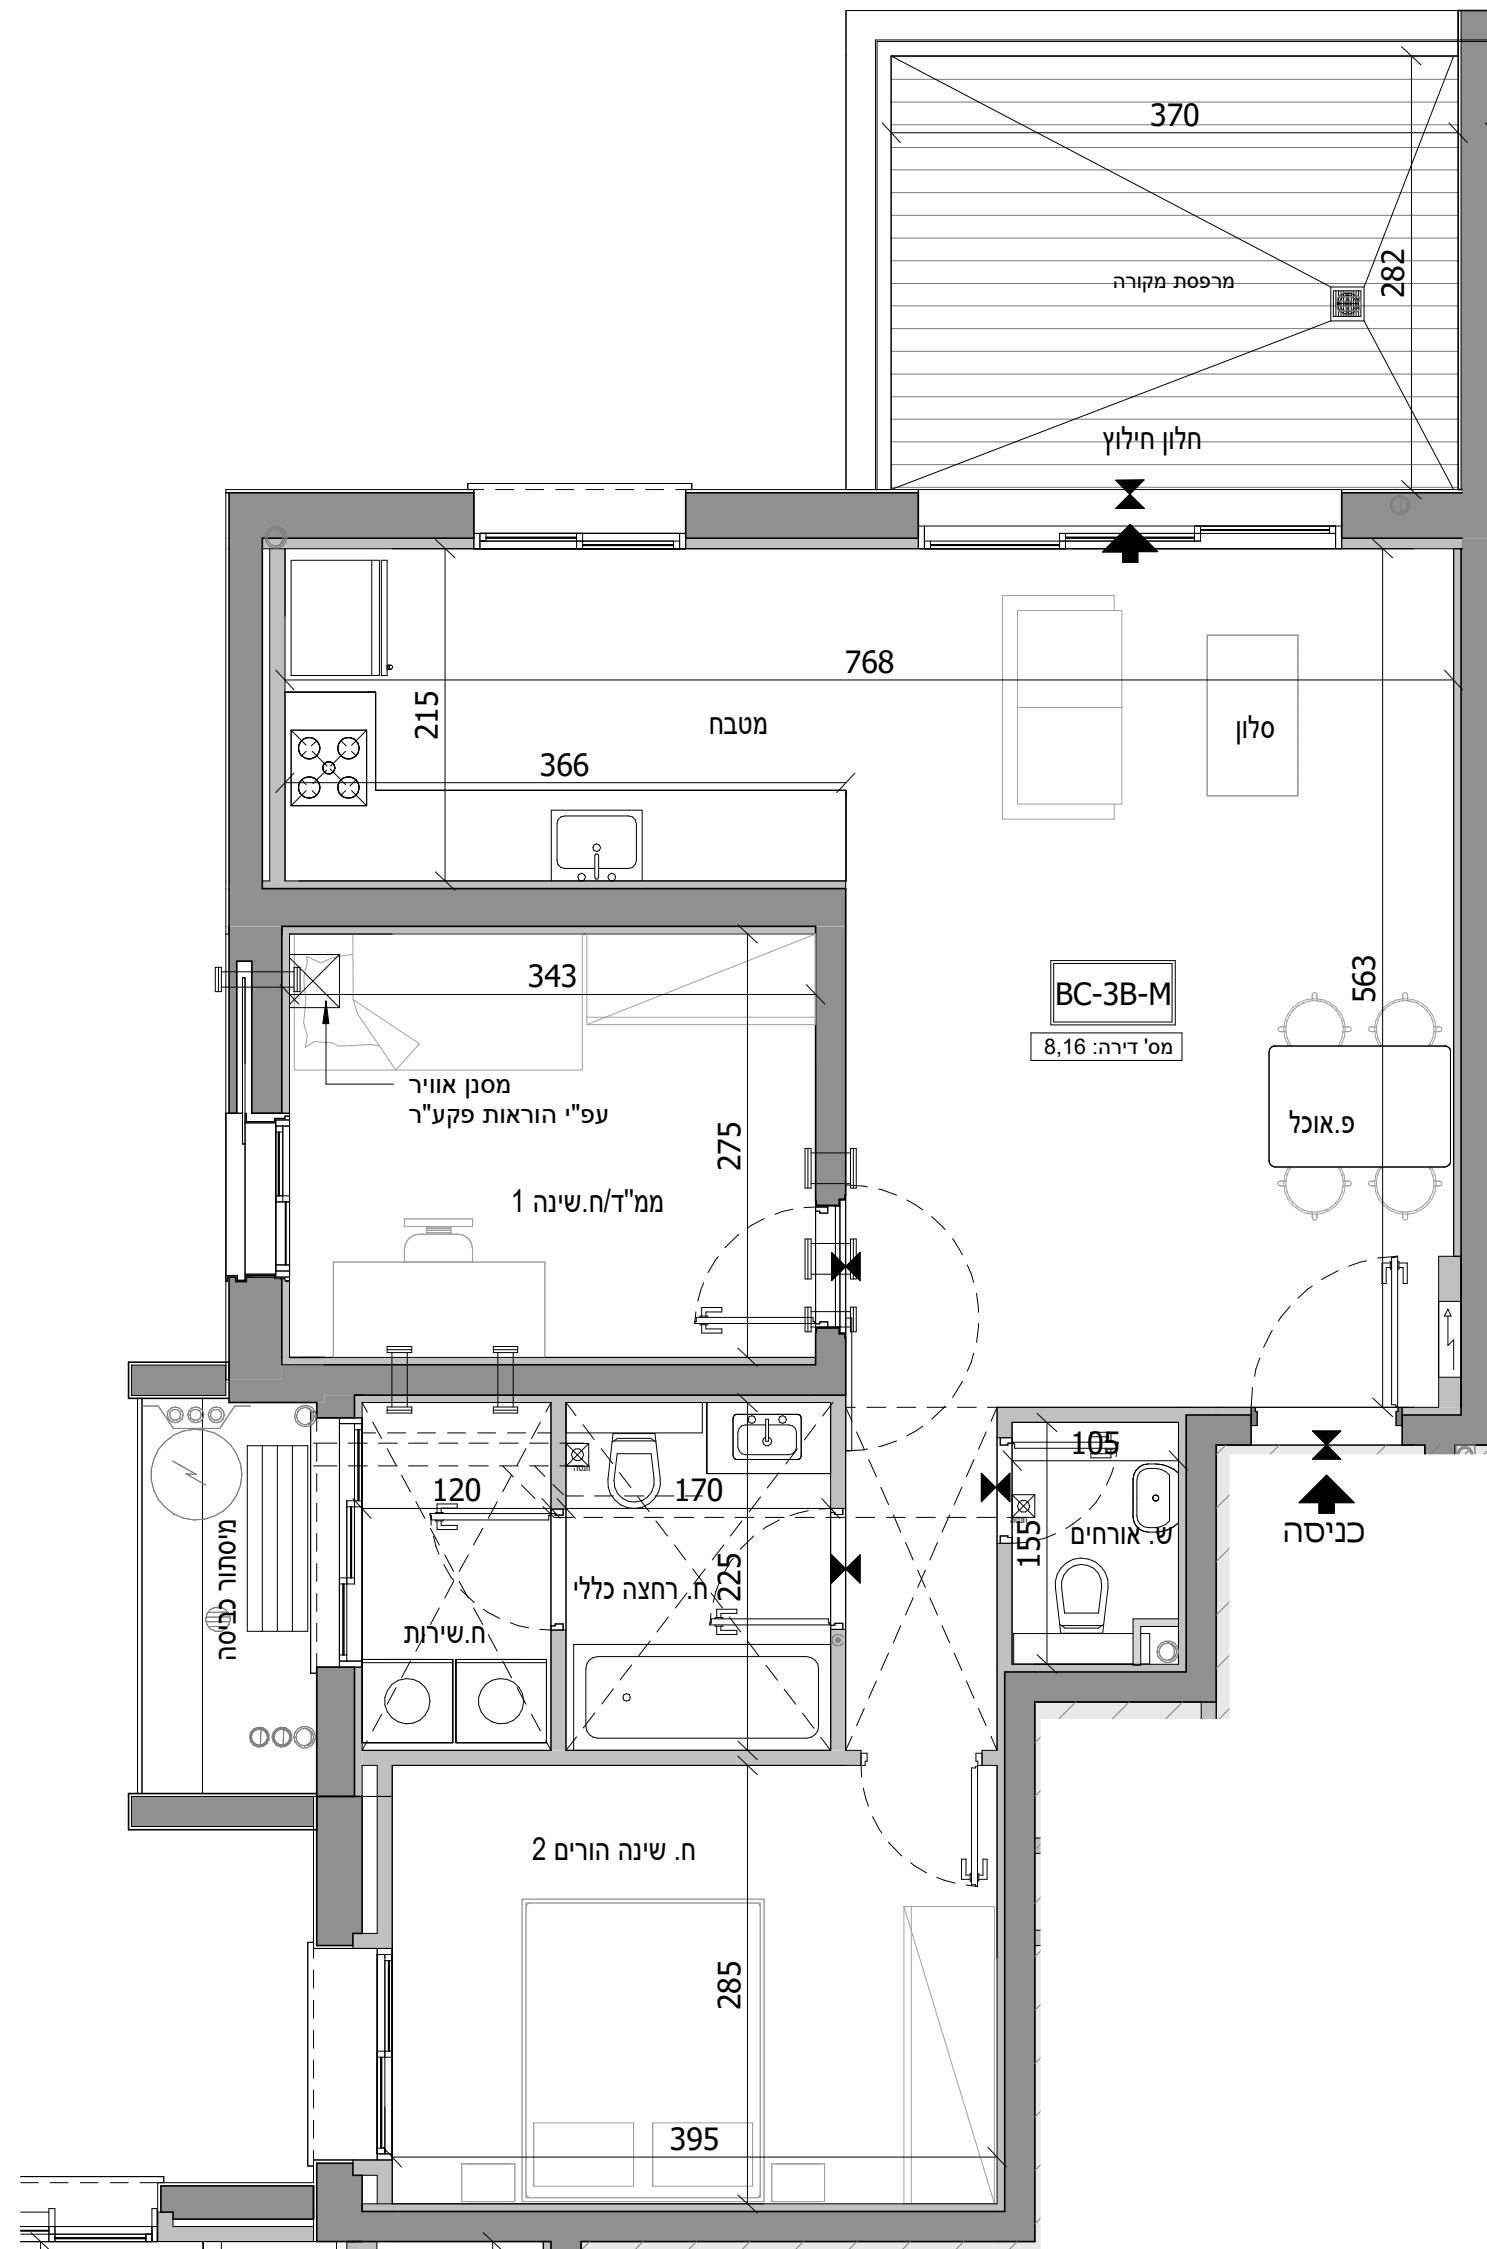 370
282
מרפסת מקורה
חלון חילוץ
768
215
מטבח
סלון
366
BC-3B-M
מס' דירה: 8,16
563
343
מסנן אוויר
עפ"י הוראות פקע"ר
275
פ.אוכל
ממ"ד/ח.שינה 1
105
120
170
155
ש. אורחים
כניסה
מיסתור כביסה
225
ח. רחצה כללי
ח.שירות
ח. שינה הורים 2
285
395